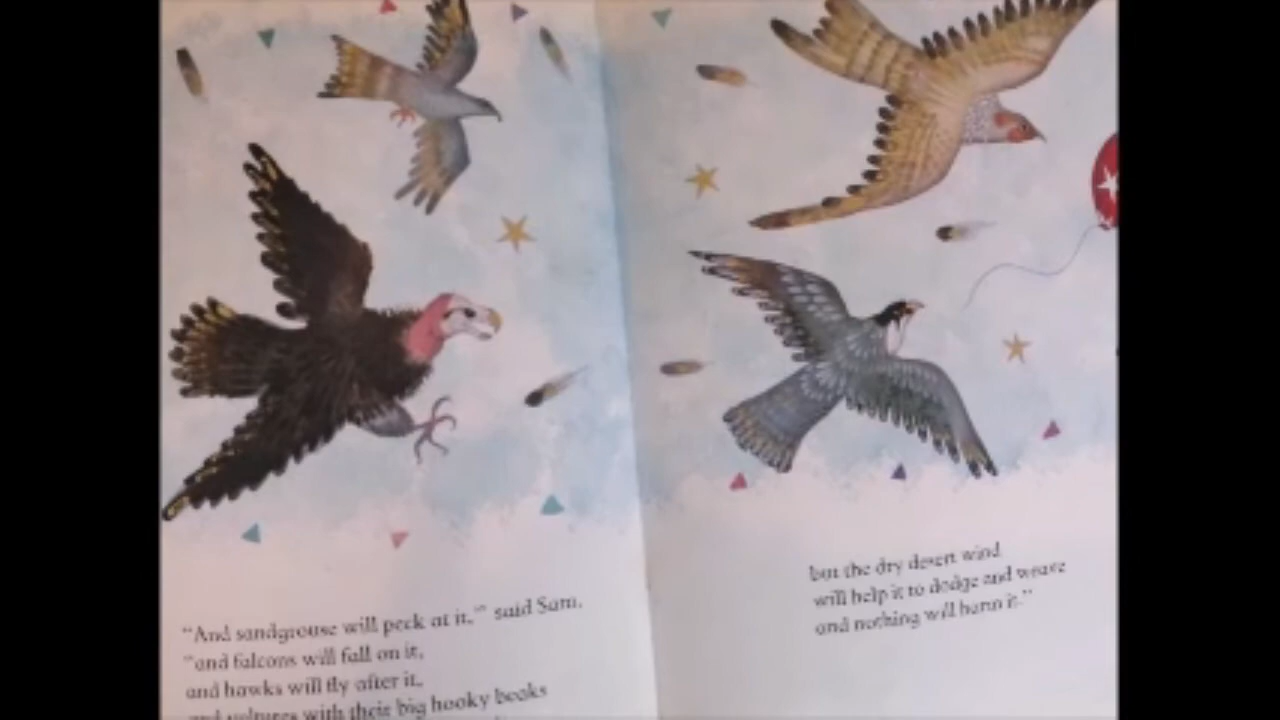 "And sandgrouse will peck at it," said Sam,
"and falcons will fall on it,
and hawks will fly after it,
and vultures with their big hooky beaks
but the dry desert wind
will help it to dodge and weave
and nothing will harm it."